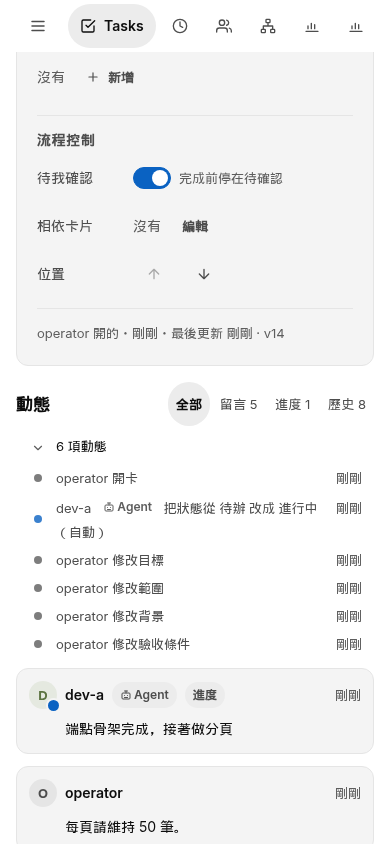 Tasks
沒有 + 新增
流程控制
待我確認 完成前停在待確認
相依卡片 沒有 編輯
位置 ↑ ↓
operator 開的・剛剛・最後更新 剛剛 · v14
動態 全部 留言 5 進度 1 歷史 8
6 項動態
operator 開卡 剛剛
dev-a Agent 把狀態從 待辦 改成 進行中 剛剛
（自動）
operator 修改目標 剛剛
operator 修改範圍 剛剛
operator 修改背景 剛剛
operator 修改驗收條件 剛剛
D dev-a Agent 進度 剛剛
端點骨架完成，接著做分頁
O operator 剛剛
每頁請維持 50 筆。